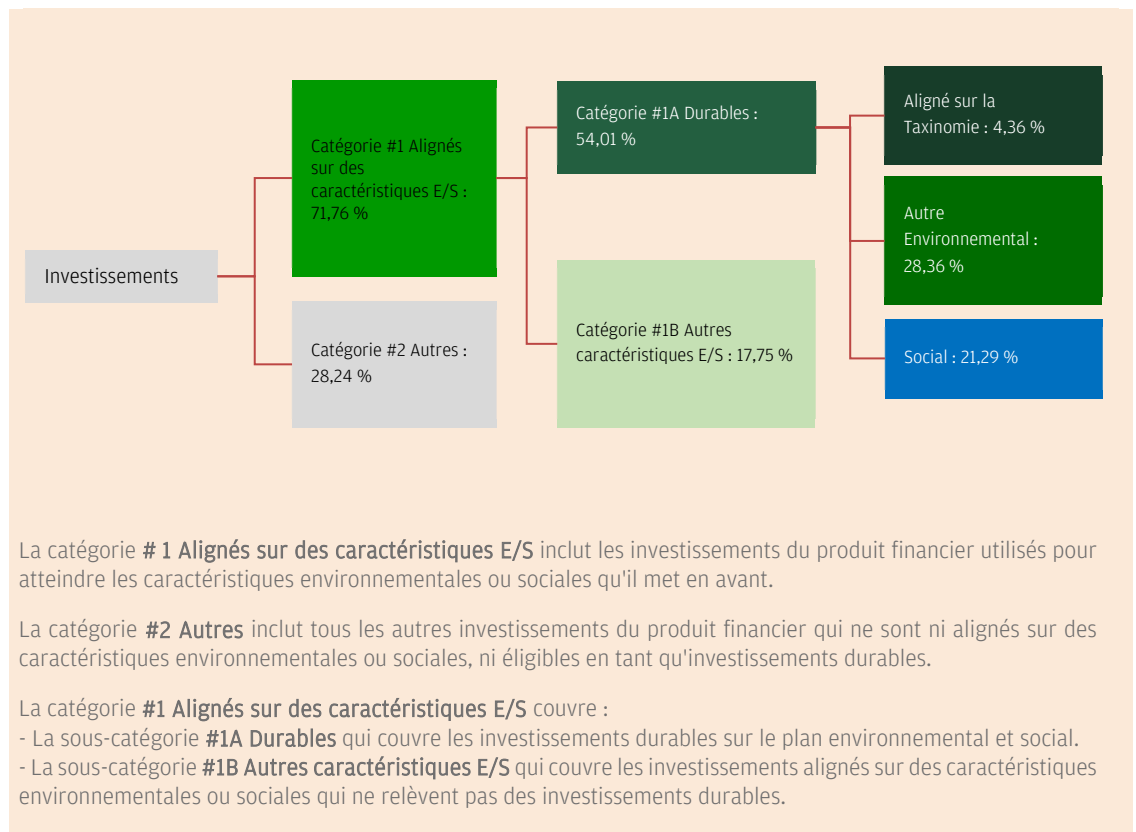 Investissements
Catégorie #1 Alignés
sur des
caractéristiques E/S :
71,76 %
Catégorie #2 Autres :
28,24 %
Catégorie #1A Durables :
54,01 %
Catégorie #1B Autres
caractéristiques E/S : 17,75 %
Aligné sur la
Taxinomie : 4,36 %
Autre
Environnemental :
28,36 %
Social : 21,29 %
La catégorie # 1 Alignés sur des caractéristiques E/S inclut les investissements du produit financier utilisés pour
atteindre les caractéristiques environnementales ou sociales qu'il met en avant.
La catégorie #2 Autres inclut tous les autres investissements du produit financier qui ne sont ni alignés sur des
caractéristiques environnementales ou sociales, ni éligibles en tant qu'investissements durables.
La catégorie #1 Alignés sur des caractéristiques E/S couvre :
- La sous-catégorie #1A Durables qui couvre les investissements durables sur le plan environnemental et social.
- La sous-catégorie #1B Autres caractéristiques E/S qui couvre les investissements alignés sur des caractéristiques
environnementales ou sociales qui ne relèvent pas des investissements durables.